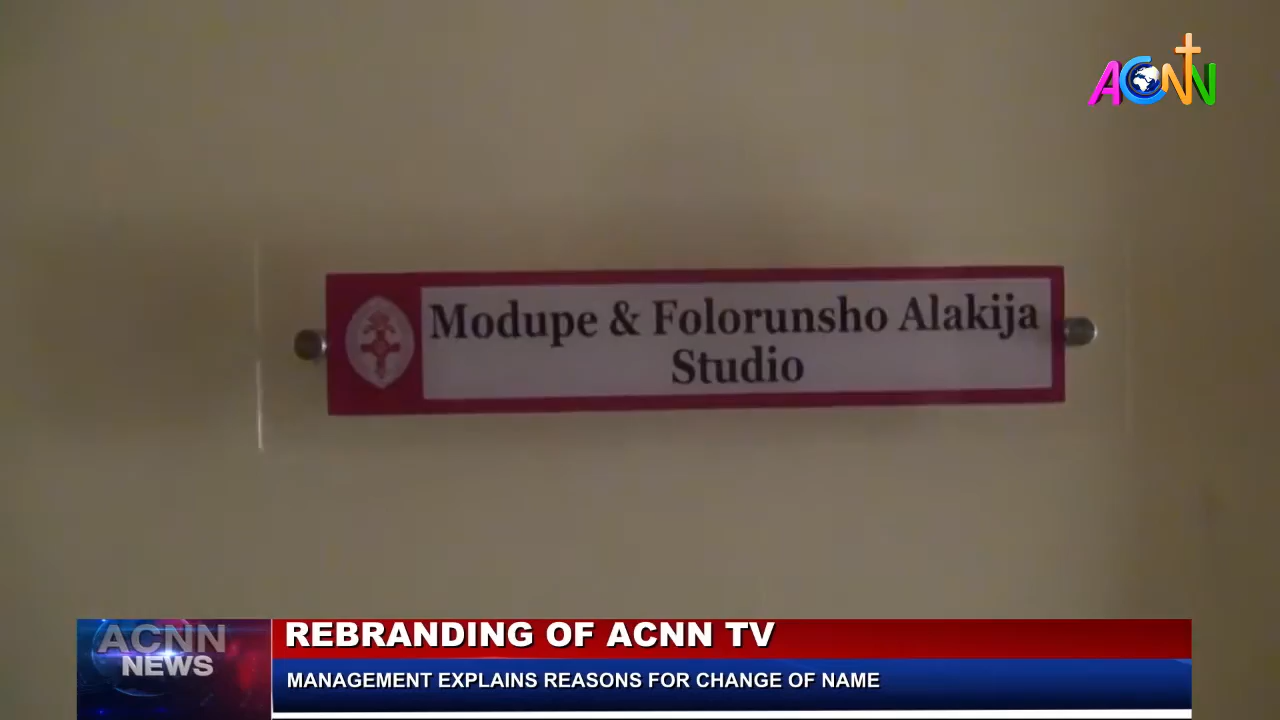 ACNN
Modupe & Folorunsho Alakija
Studio
ACNN
NEWS
REBRANDING OF ACNN TV
MANAGEMENT EXPLAINS REASONS FOR CHANGE OF NAME